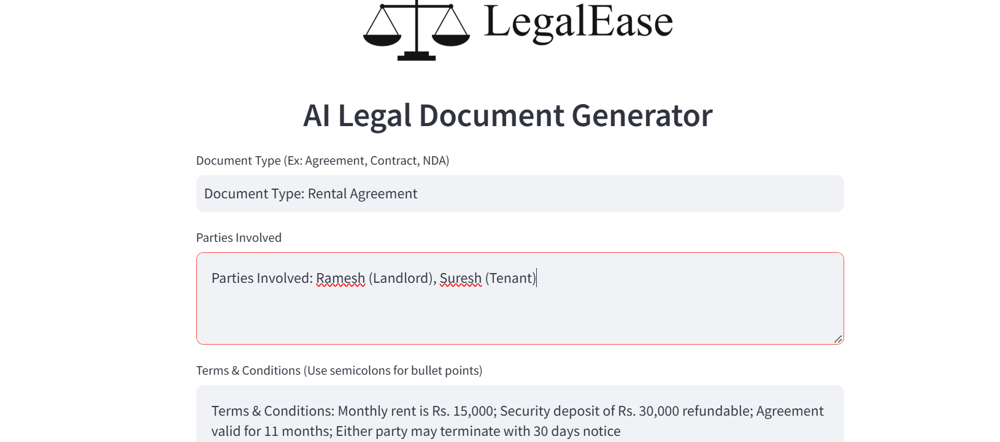 LegalEase
AI Legal Document Generator
Document Type (Ex: Agreement, Contract, NDA)
Document Type: Rental Agreement
Parties Involved
Parties Involved: Ramesh (Landlord), Suresh (Tenant)
Terms & Conditions (Use semicolons for bullet points)
Terms & Conditions: Monthly rent is Rs. 15,000; Security deposit of Rs. 30,000 refundable; Agreement
valid for 11 months; Either party may terminate with 30 days notice